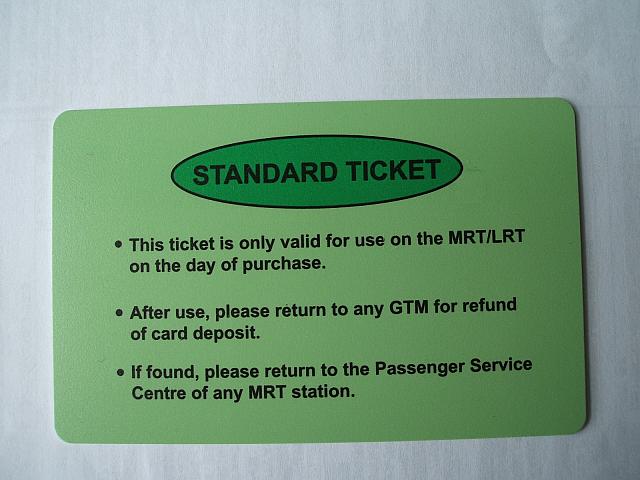 STANDARD TICKET
• This ticket is only valid for use on the MRT/LRT
on the day of purchase.
• After use, please return to any GTM for refund
of card deposit.
• If found, please return to the Passenger Service
Centre of any MRT station.